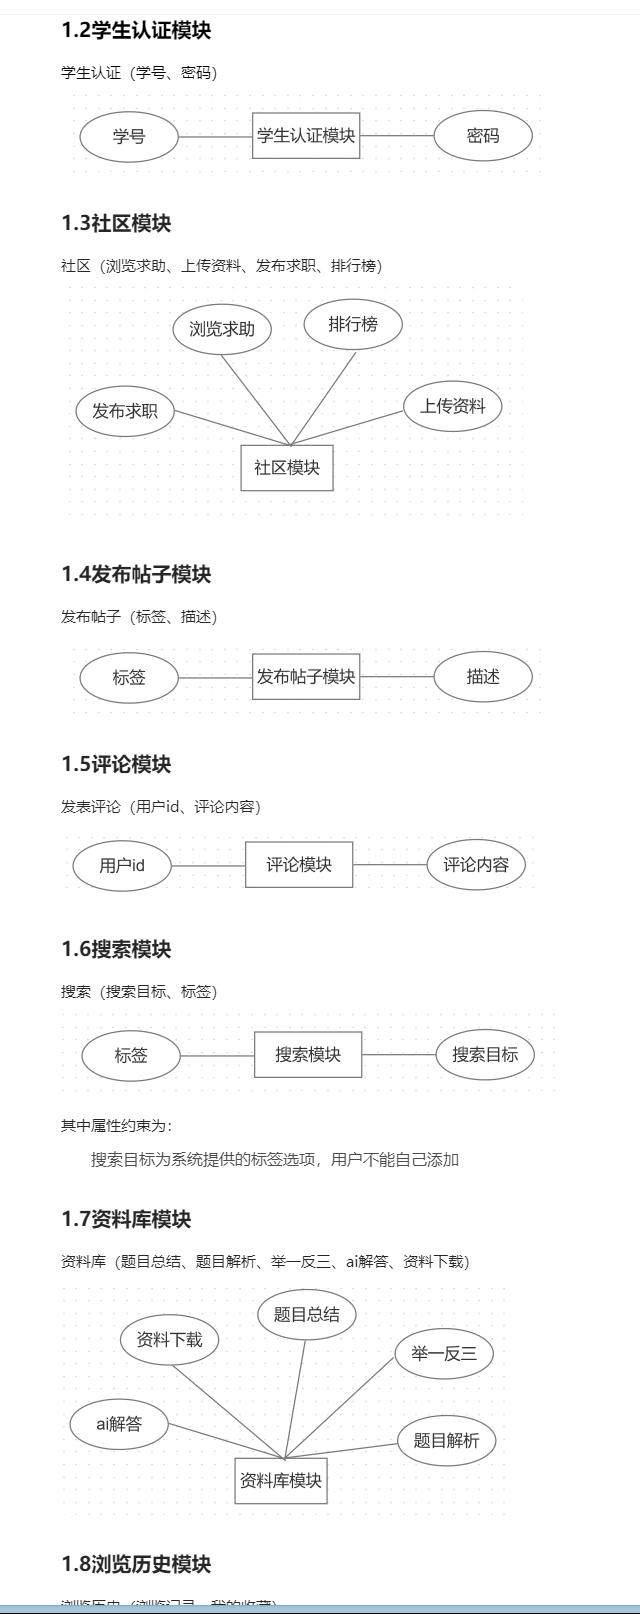 1.2学生认证模块
学生认证（学号、密码）
学号 学生认证模块 密码
1.3社区模块
社区（浏览求助、上传资料、发布求职、排行榜）
浏览求助 排行榜
发布求职 上传资料
社区模块
1.4发布帖子模块
发布帖子（标签、描述）
标签 发布帖子模块 描述
1.5评论模块
发表评论（用户id、评论内容）
用户id 评论模块 评论内容
1.6搜索模块
搜索（搜索目标、标签）
标签 搜索模块 搜索目标
其中属性约束为：
搜索目标为系统提供的标签选项，用户不能自己添加
1.7资料库模块
资料库（题目总结、题目解析、举一反三、ai解答、资料下载）
题目总结
资料下载 举一反三
ai解答 题目解析
资料库模块
1.8浏览历史模块